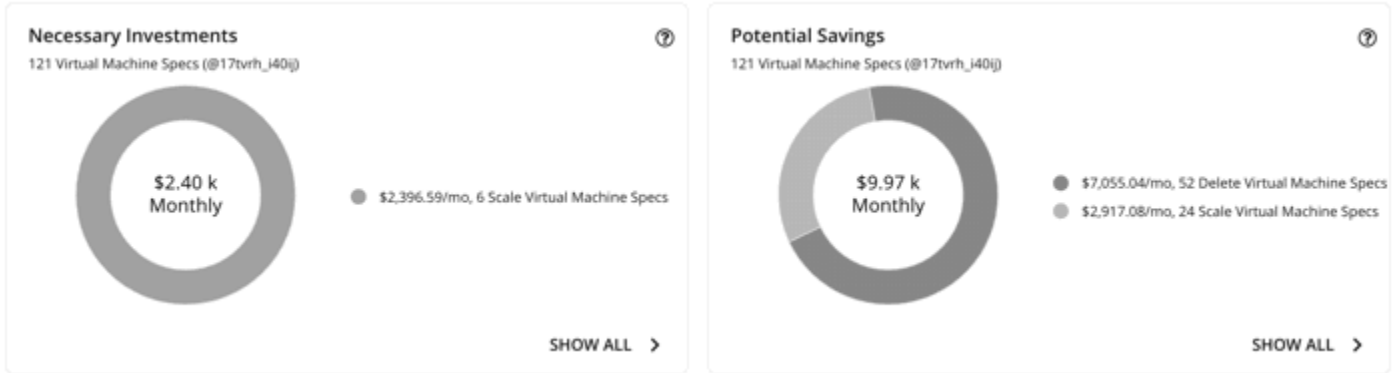 Necessary Investments
121 Virtual Machine Specs (@17tvrh_i40ij)
$2.40 k
Monthly
$2,396.59/mo, 6 Scale Virtual Machine Specs
SHOW ALL
Potential Savings
121 Virtual Machine Specs (@17tvrh_i40ij)
$9.97 k
Monthly
$7,055.04/mo, 52 Delete Virtual Machine Specs
$2,917.08/mo, 24 Scale Virtual Machine Specs
SHOW ALL